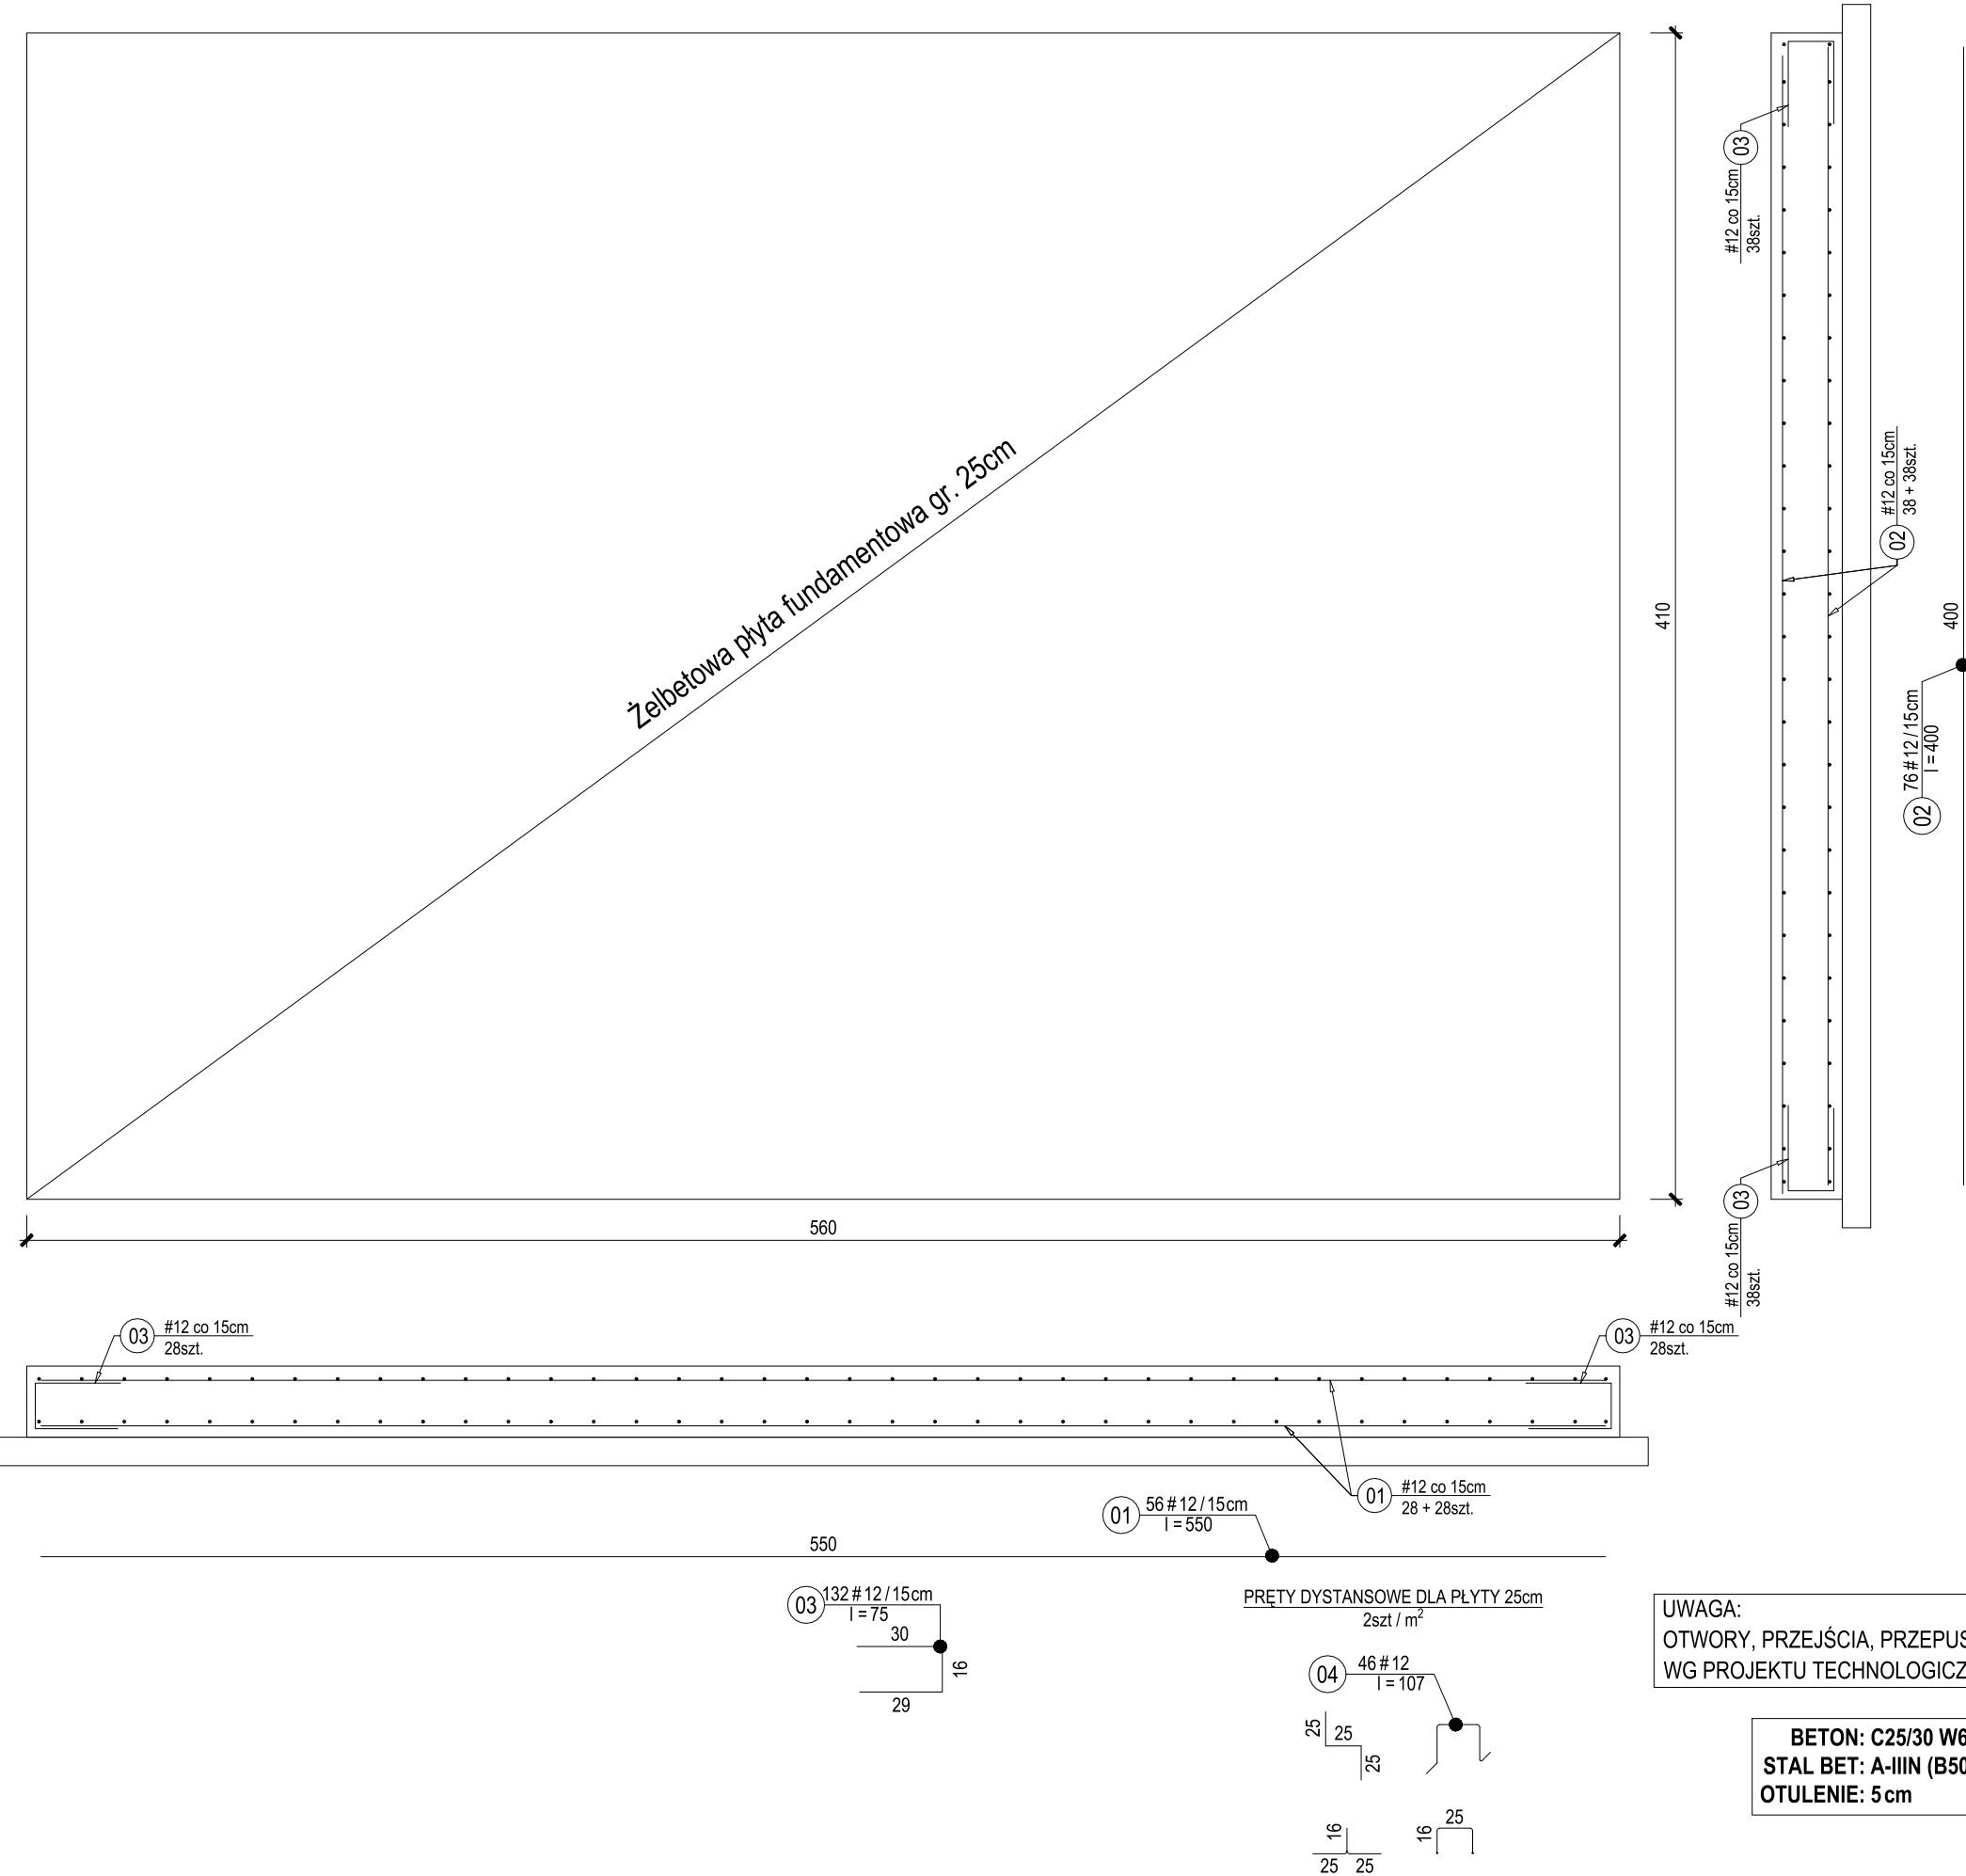 Żelbetowa płyta fundamentowa gr. 25cm
410
560
03
#12 co 15cm
38szt.
02
#12 co 15cm
38 + 38szt.
400
02
76 # 12 / 15cm
l = 400
03
#12 co 15cm
38szt.
03
#12 co 15cm
28szt.
03
#12 co 15cm
28szt.
01
#12 co 15cm
28 + 28szt.
01
56 # 12 / 15cm
l = 550
550
03
132 # 12 / 15cm
l = 75
30
16
29
PRĘTY DYSTANSOWE DLA PŁYTY 25cm
2szt / m²
04
46 # 12
l = 107
25
25
25
16
25
25
16
25
UWAGA:
OTWORY, PRZEJŚCIA, PRZEPUS
WG PROJEKTU TECHNOLOGICZ
BETON: C25/30 W6
STAL BET: A-IIIN (B50
OTULENIE: 5 cm